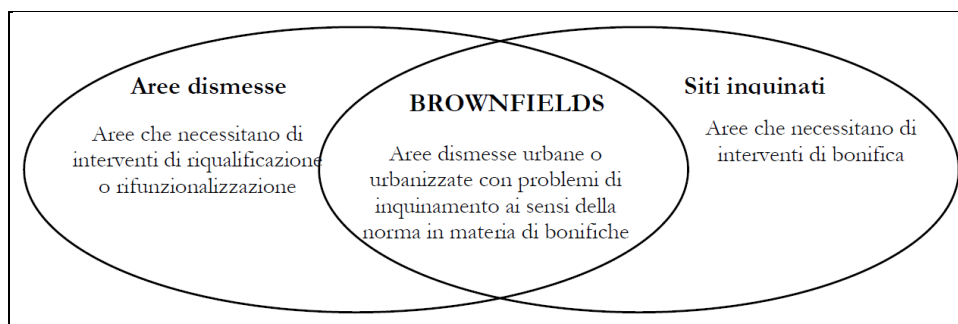 Aree dismesse
Aree che necessitano di
interventi di riqualificazione
o rifunzionalizzazione
BROWNFIELDS
Aree dismesse urbane o
urbanizzate con problemi di
inquinamento ai sensi della
norma in materia di bonifiche
Siti inquinati
Aree che necessitano di
interventi di bonifica